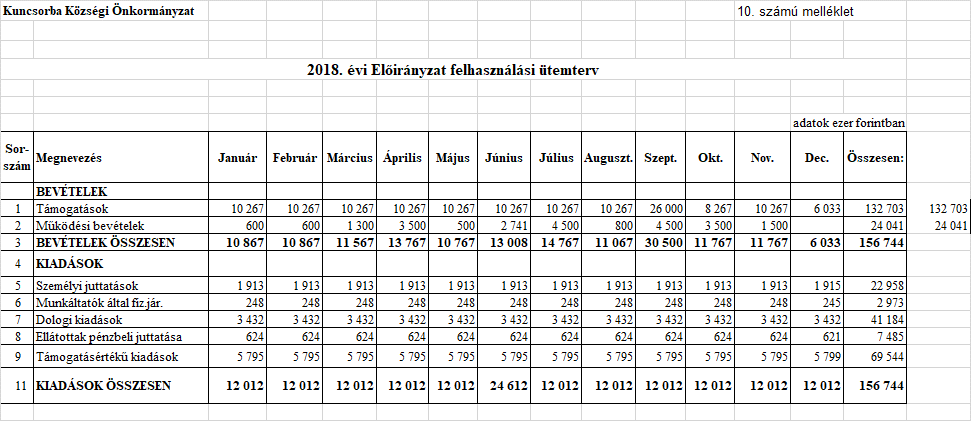 Kuncsorba Községi Önkormányzat 10. számú melléklet
2018. évi Előirányzat felhasználási ütemterv
adatok ezer forintban
Sor-szám Megnevezés Január Február Március Április Május Június Július Auguszt. Szept. Okt. Nov. Dec. Összesen:
BEVÉTELEK
1 Támogatások 10 267 10 267 10 267 10 267 10 267 10 267 10 267 10 267 26 000 8 267 10 267 6 033 132 703 132 703
2 Működési bevételek 600 600 1 300 3 500 500 2 741 4 500 800 4 500 3 500 1 500 24 041 24 041
3 BEVÉTELEK ÖSSZESEN 10 867 10 867 11 567 13 767 10 767 13 008 14 767 11 067 30 500 11 767 11 767 6 033 156 744
4 KIADÁSOK
5 Személyi juttatások 1 913 1 913 1 913 1 913 1 913 1 913 1 913 1 913 1 913 1 913 1 913 1 915 22 958
6 Munkáltatók által fíz.jár. 248 248 248 248 248 248 248 248 248 248 248 245 2 973
7 Dologi kiadások 3 432 3 432 3 432 3 432 3 432 3 432 3 432 3 432 3 432 3 432 3 432 3 432 41 184
8 Ellátottak pénzbeli juttatása 624 624 624 624 624 624 624 624 624 624 624 621 7 485
9 Támogatásértékű kiadások 5 795 5 795 5 795 5 795 5 795 5 795 5 795 5 795 5 795 5 795 5 795 5 799 69 544
11 KIADÁSOK ÖSSZESEN 12 012 12 012 12 012 12 012 12 012 24 612 12 012 12 012 12 012 12 012 12 012 12 012 156 744